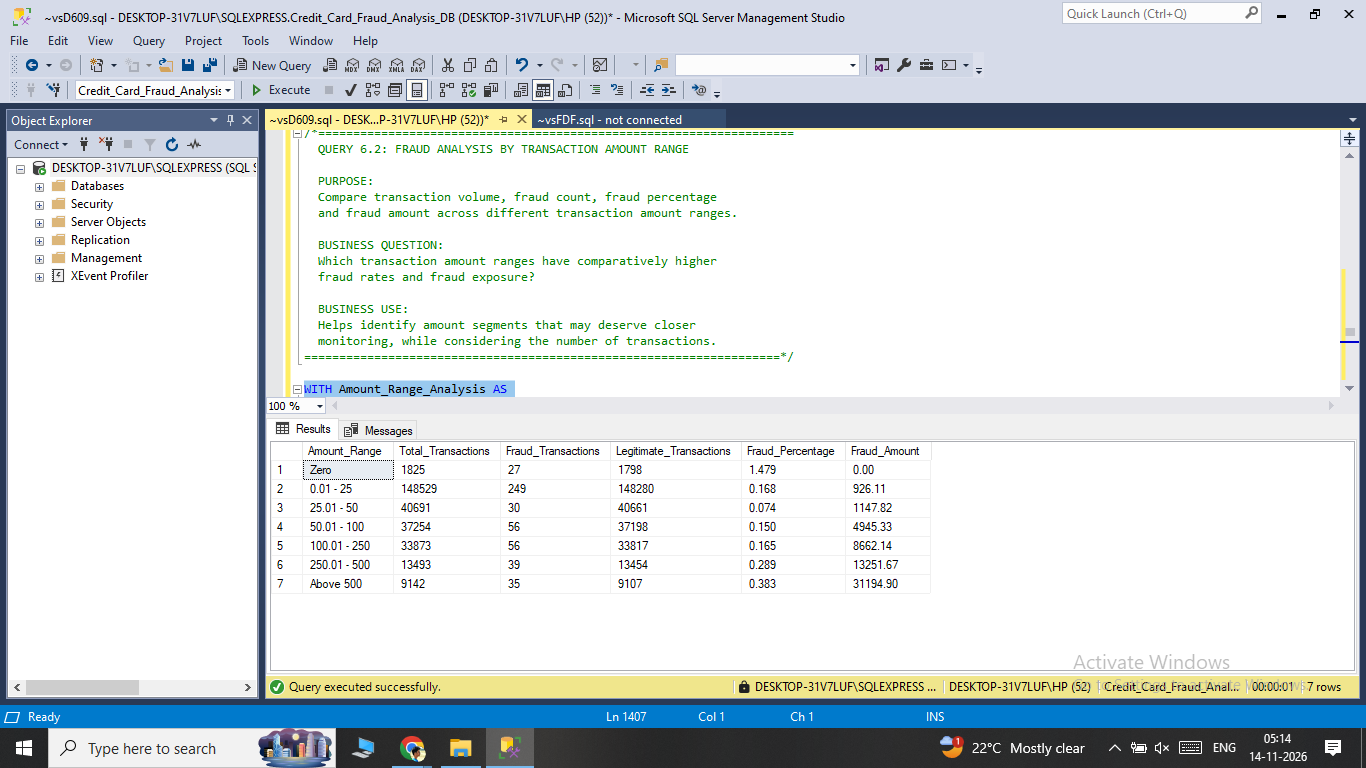 ~vsD609.sql - DESKTOP-31V7LUF\SQLEXPRESS.Credit_Card_Fraud_Analysis_DB (DESKTOP-31V7LUF\HP (52))* - Microsoft SQL Server Management Studio
Quick Launch (Ctrl+Q)
File Edit View Query Project Tools Window Help
New Query MDX DMX XMLA DAX
Credit_Card_Fraud_Analysis Execute
Object Explorer
~vsD609.sql - DESK...P-31V7LUF\HP (52))* ~vsFDF.sql - not connected
Connect
DESKTOP-31V7LUF\SQLEXPRESS (SQL S
Databases
Security
Server Objects
Replication
Management
XEvent Profiler
/*====================================================================
QUERY 6.2: FRAUD ANALYSIS BY TRANSACTION AMOUNT RANGE
PURPOSE:
Compare transaction volume, fraud count, fraud percentage
and fraud amount across different transaction amount ranges.
BUSINESS QUESTION:
Which transaction amount ranges have comparatively higher
fraud rates and fraud exposure?
BUSINESS USE:
Helps identify amount segments that may deserve closer
monitoring, while considering the number of transactions.
====================================================================*/
WITH Amount_Range_Analysis AS
100 %
Results Messages
Amount_Range Total_Transactions Fraud_Transactions Legitimate_Transactions Fraud_Percentage Fraud_Amount
1 Zero 1825 27 1798 1.479 0.00
2 0.01 - 25 148529 249 148280 0.168 926.11
3 25.01 - 50 40691 30 40661 0.074 1147.82
4 50.01 - 100 37254 56 37198 0.150 4945.33
5 100.01 - 250 33873 56 33817 0.165 8662.14
6 250.01 - 500 13493 39 13454 0.289 13251.67
7 Above 500 9142 35 9107 0.383 31194.90
Activate Windows
Go to Settings to activate Windows.
Query executed successfully. DESKTOP-31V7LUF\SQLEXPRESS ... DESKTOP-31V7LUF\HP (52) Credit_Card_Fraud_Anal... 00:00:01 7 rows
Ready Ln 1407 Col 1 Ch 1 INS
Type here to search 1 22°C Mostly clear ENG 05:14
14-11-2026